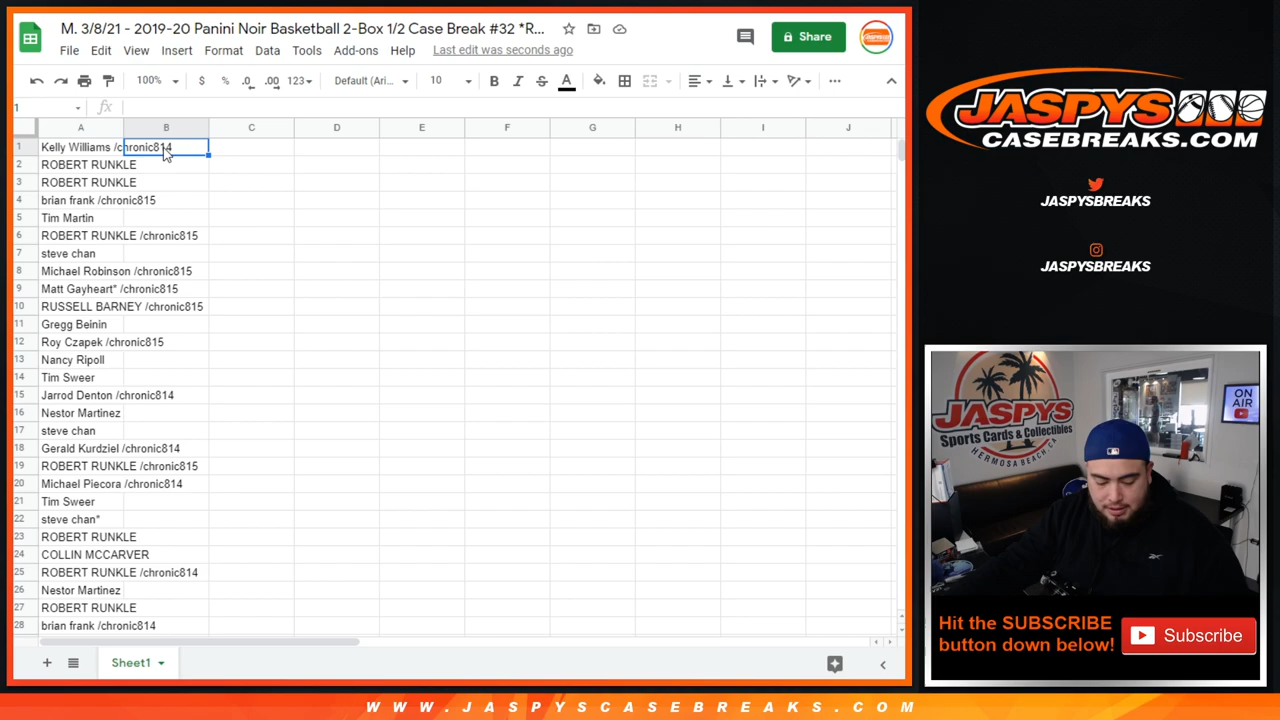 M. 3/8/21 - 2019-20 Panini Noir Basketball 2-Box 1/2 Case Break #32 *R...
File Edit View Insert Format Data Tools Add-ons Help Last edit was seconds ago
Share
100% $ % .0 .00 123 Default (Ari... 10 B I S A
1 fx
A B C D E F G H I J
1 Kelly Williams /chronic814
2 ROBERT RUNKLE
3 ROBERT RUNKLE
4 brian frank /chronic815
5 Tim Martin
6 ROBERT RUNKLE /chronic815
7 steve chan
8 Michael Robinson /chronic815
9 Matt Gayheart* /chronic815
10 RUSSELL BARNEY /chronic815
11 Gregg Beinin
12 Roy Czapek /chronic815
13 Nancy Ripoll
14 Tim Sweer
15 Jarrod Denton /chronic814
16 Nestor Martinez
17 steve chan
18 Gerald Kurdziel /chronic814
19 ROBERT RUNKLE /chronic815
20 Michael Piecora /chronic814
21 Tim Sweer
22 steve chan*
23 ROBERT RUNKLE
24 COLLIN MCCARVER
25 ROBERT RUNKLE /chronic814
26 Nestor Martinez
27 ROBERT RUNKLE
28 brian frank /chronic814
Sheet1
JASPYS
CASEBREAKS.COM
JASPYSBREAKS
JASPYSBREAKS
JASPYS
Sports Cards & Collectibles
HERMOSA BEACH, CA
ON
AIR
Hit the SUBSCRIBE
button down below!
Subscribe
WWW.JASPYSCASEBREAKS.COM